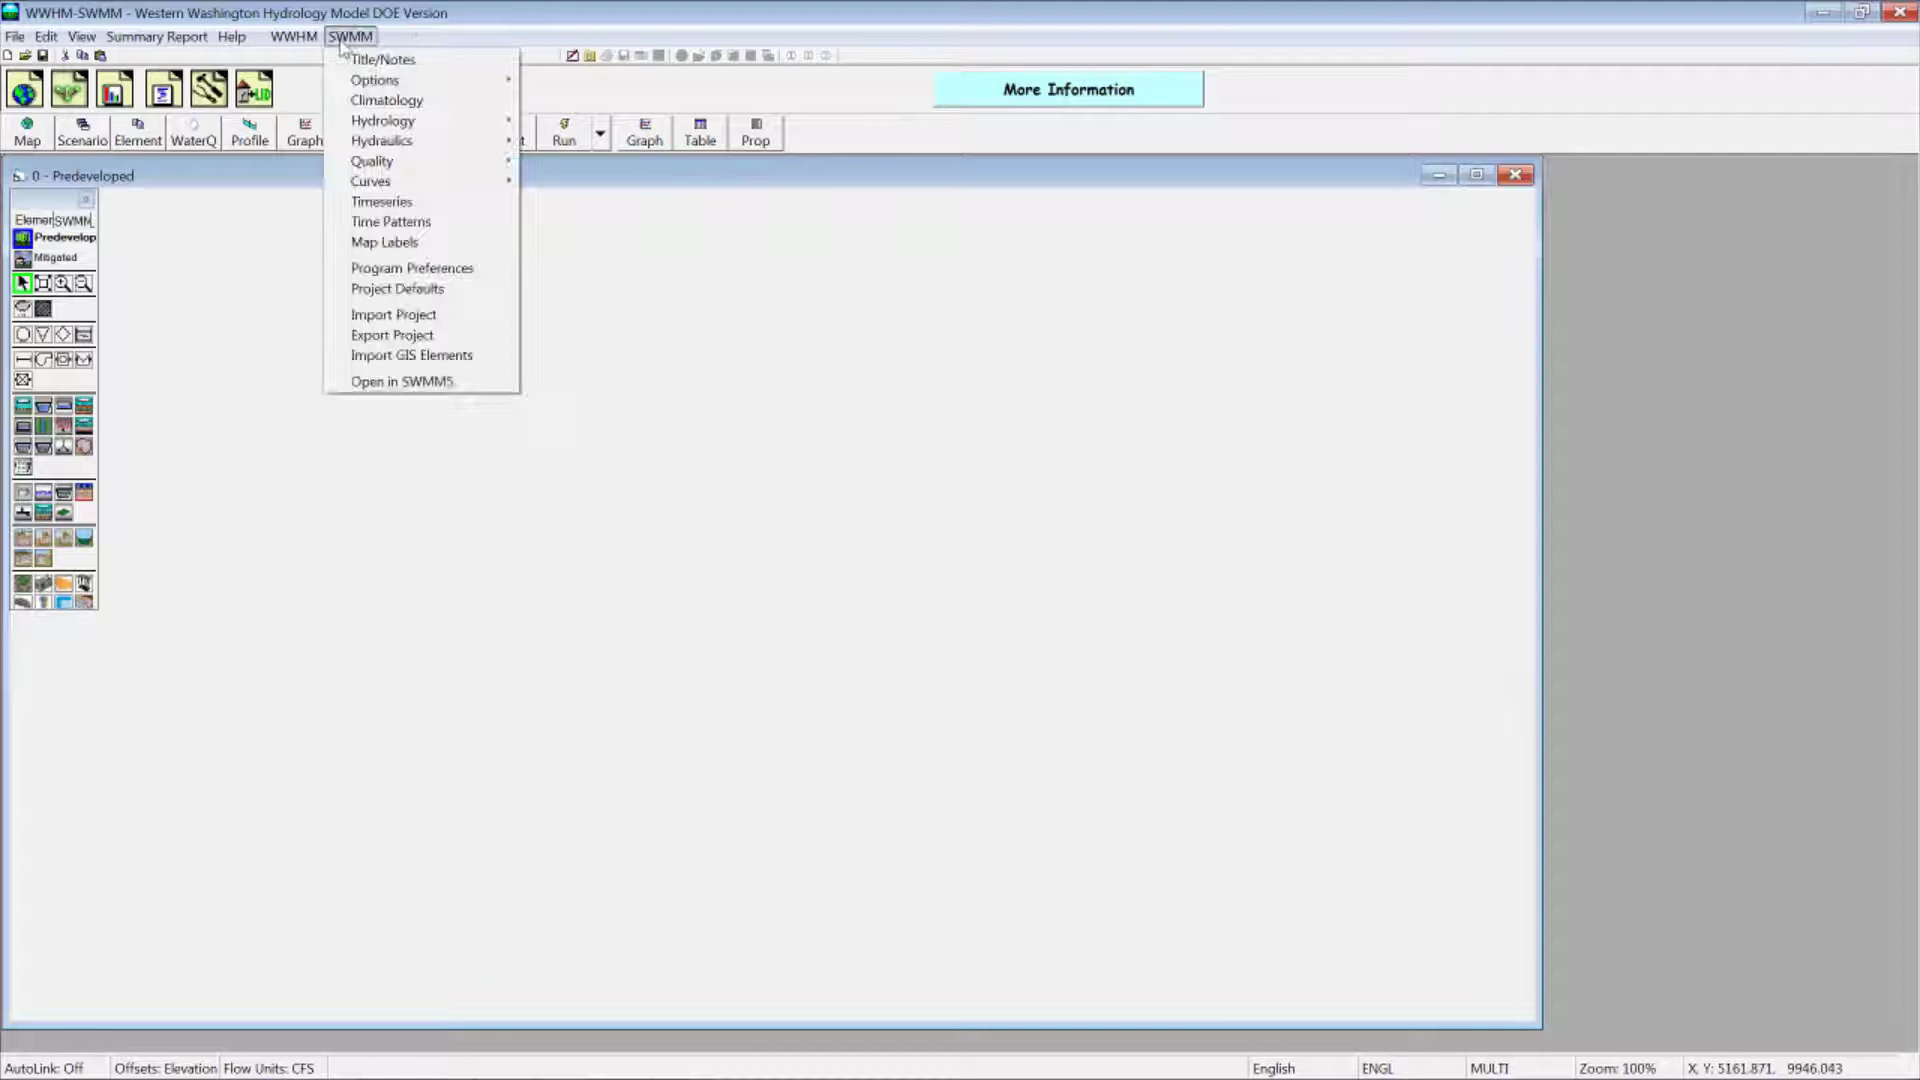 WWHM-SWMM - Western Washington Hydrology Model DOE Version
File Edit View Summary Report Help WWHM SWMM
Title/Notes
Options
Climatology
Hydrology
Hydraulics
Quality
Curves
Timeseries
Time Patterns
Map Labels
Program Preferences
Project Defaults
Import Project
Export Project
Import GIS Elements
Open in SWMM5
More Information
Map Scenario Element WaterQ Profile Graph t Run Graph Table Prop
0 - Predeveloped
Elemer SWMM
Predevelop
Mitigated
AutoLink: Off Offsets: Elevation Flow Units: CFS English ENGL MULTI Zoom: 100% X, Y: 5161.871, 9946.043